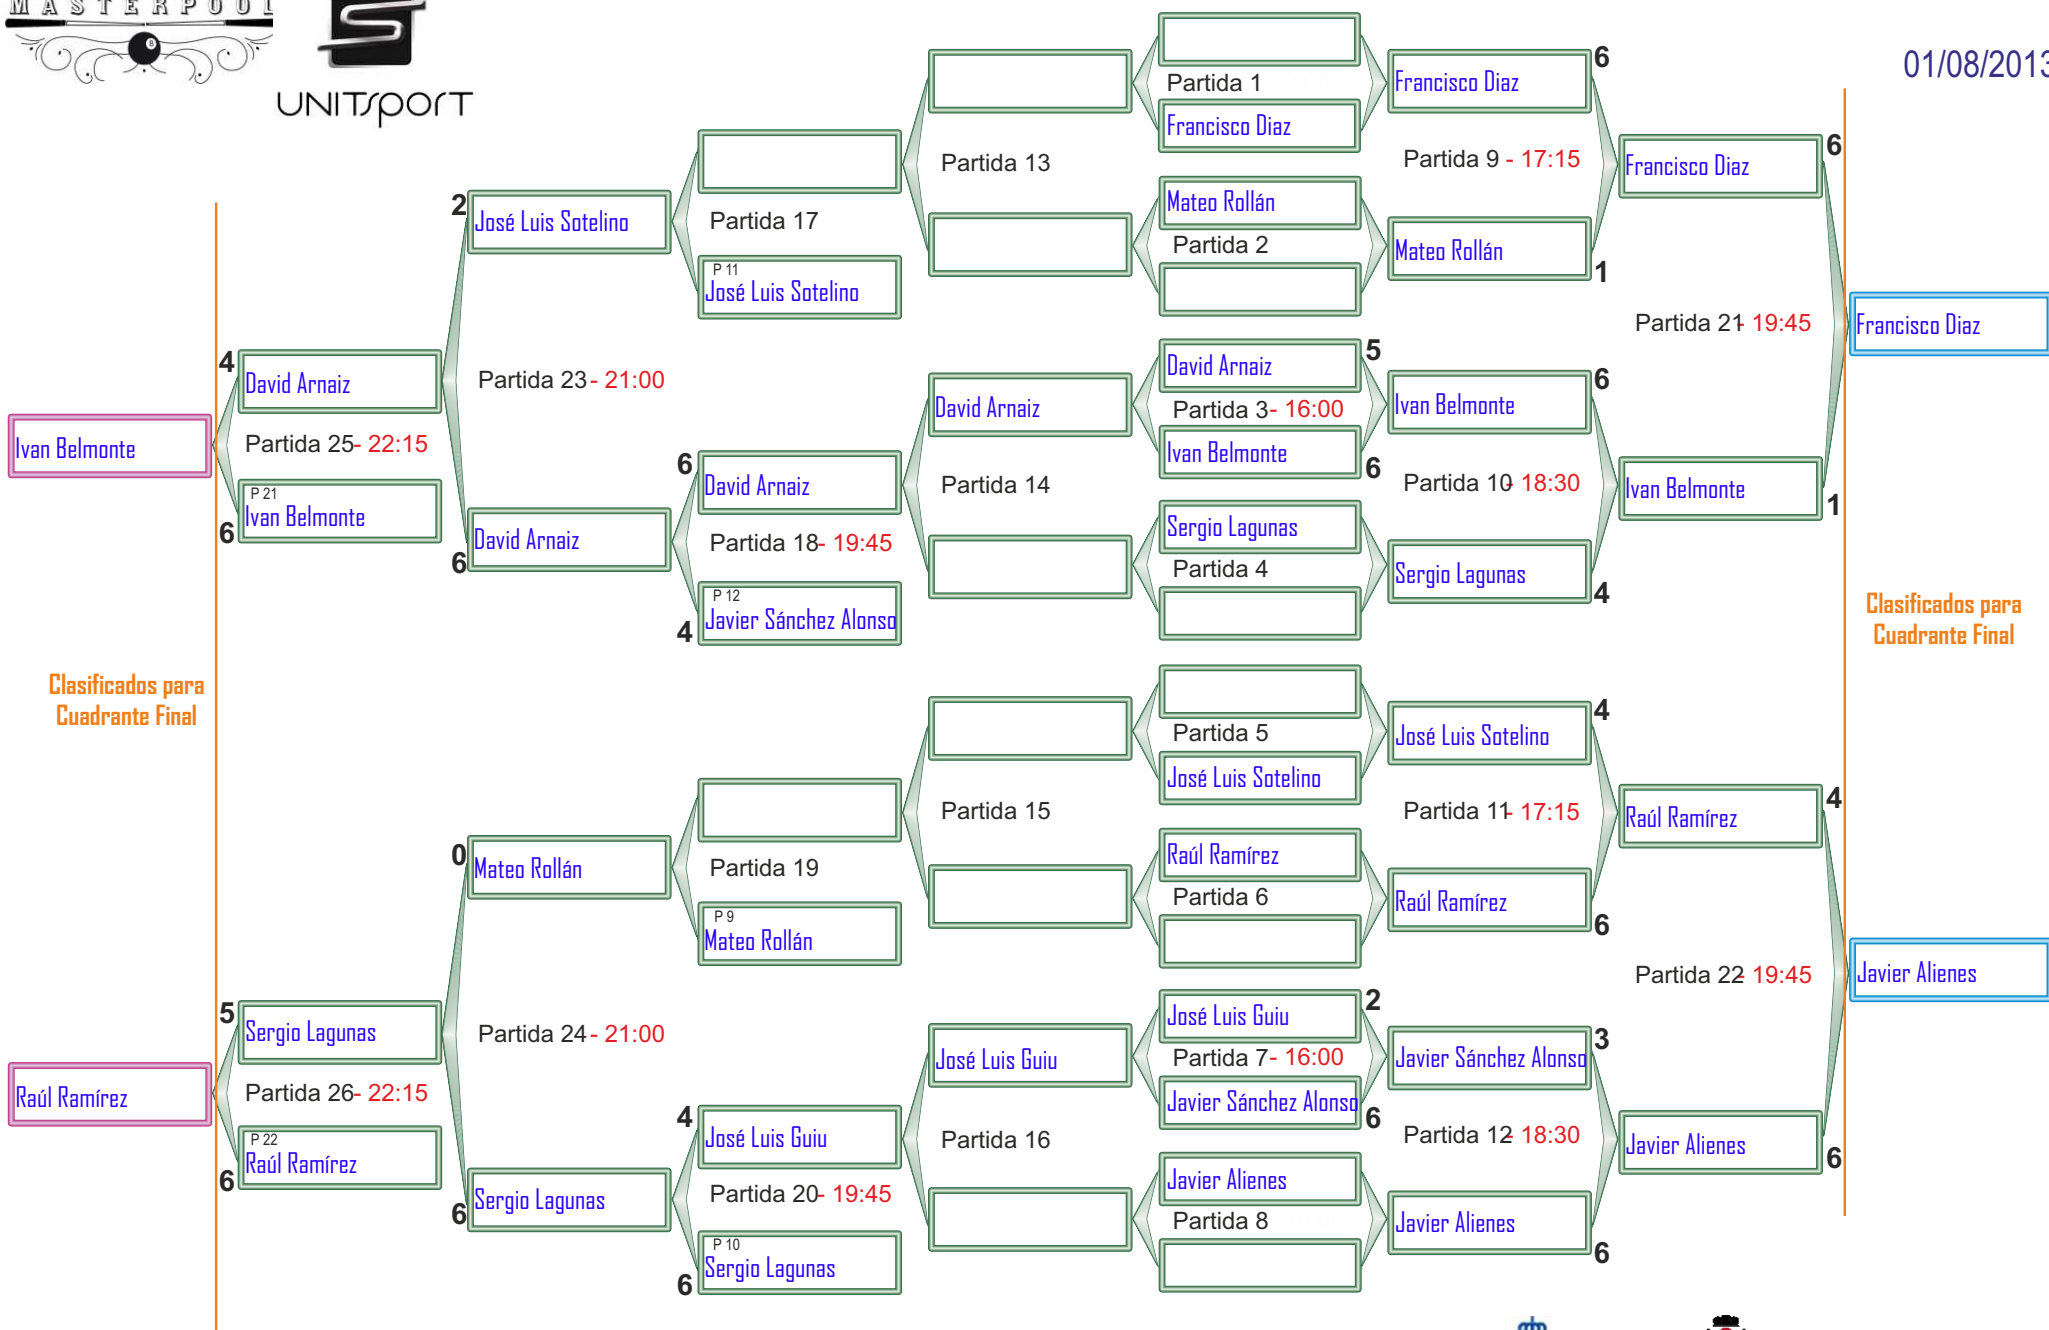 MASTERPOOL
8
UNITSPORT
01/08/2013
Clasificados para
Cuadrante Final
Ivan Belmonte
Raúl Ramírez
4
David Arnaiz
Partida 25- 22:15
P 21
Ivan Belmonte
6
5
Sergio Lagunas
Partida 26- 22:15
P 22
Raúl Ramírez
6
2
José Luis Sotelino
Partida 23- 21:00
David Arnaiz
6
0
Mateo Rollán
Partida 24- 21:00
Sergio Lagunas
6
Partida 17
P 11
José Luis Sotelino
6
David Arnaiz
Partida 18- 19:45
P 12
Javier Sánchez Alonso
4
Partida 19
P 9
Mateo Rollán
4
José Luis Guiu
Partida 20- 19:45
P 10
Sergio Lagunas
6
Partida 13
David Arnaiz
Partida 14
Partida 15
José Luis Guiu
Partida 16
Partida 1
Francisco Diaz
Mateo Rollán
Partida 2
David Arnaiz
5
Partida 3- 16:00
Ivan Belmonte
6
Sergio Lagunas
Partida 4
Partida 5
José Luis Sotelino
Raúl Ramírez
Partida 6
José Luis Guiu
2
Partida 7- 16:00
Javier Sánchez Alonso
6
Javier Alienes
Partida 8
Francisco Diaz
6
Partida 9 - 17:15
Mateo Rollán
1
Ivan Belmonte
6
Partida 10- 18:30
Sergio Lagunas
4
José Luis Sotelino
4
Partida 11- 17:15
Raúl Ramírez
6
Javier Sánchez Alonso
3
Partida 12- 18:30
Javier Alienes
6
Francisco Diaz
6
Partida 21- 19:45
Ivan Belmonte
1
Raúl Ramírez
4
Partida 22- 19:45
Javier Alienes
6
Francisco Diaz
Clasificados para
Cuadrante Final
Javier Alienes